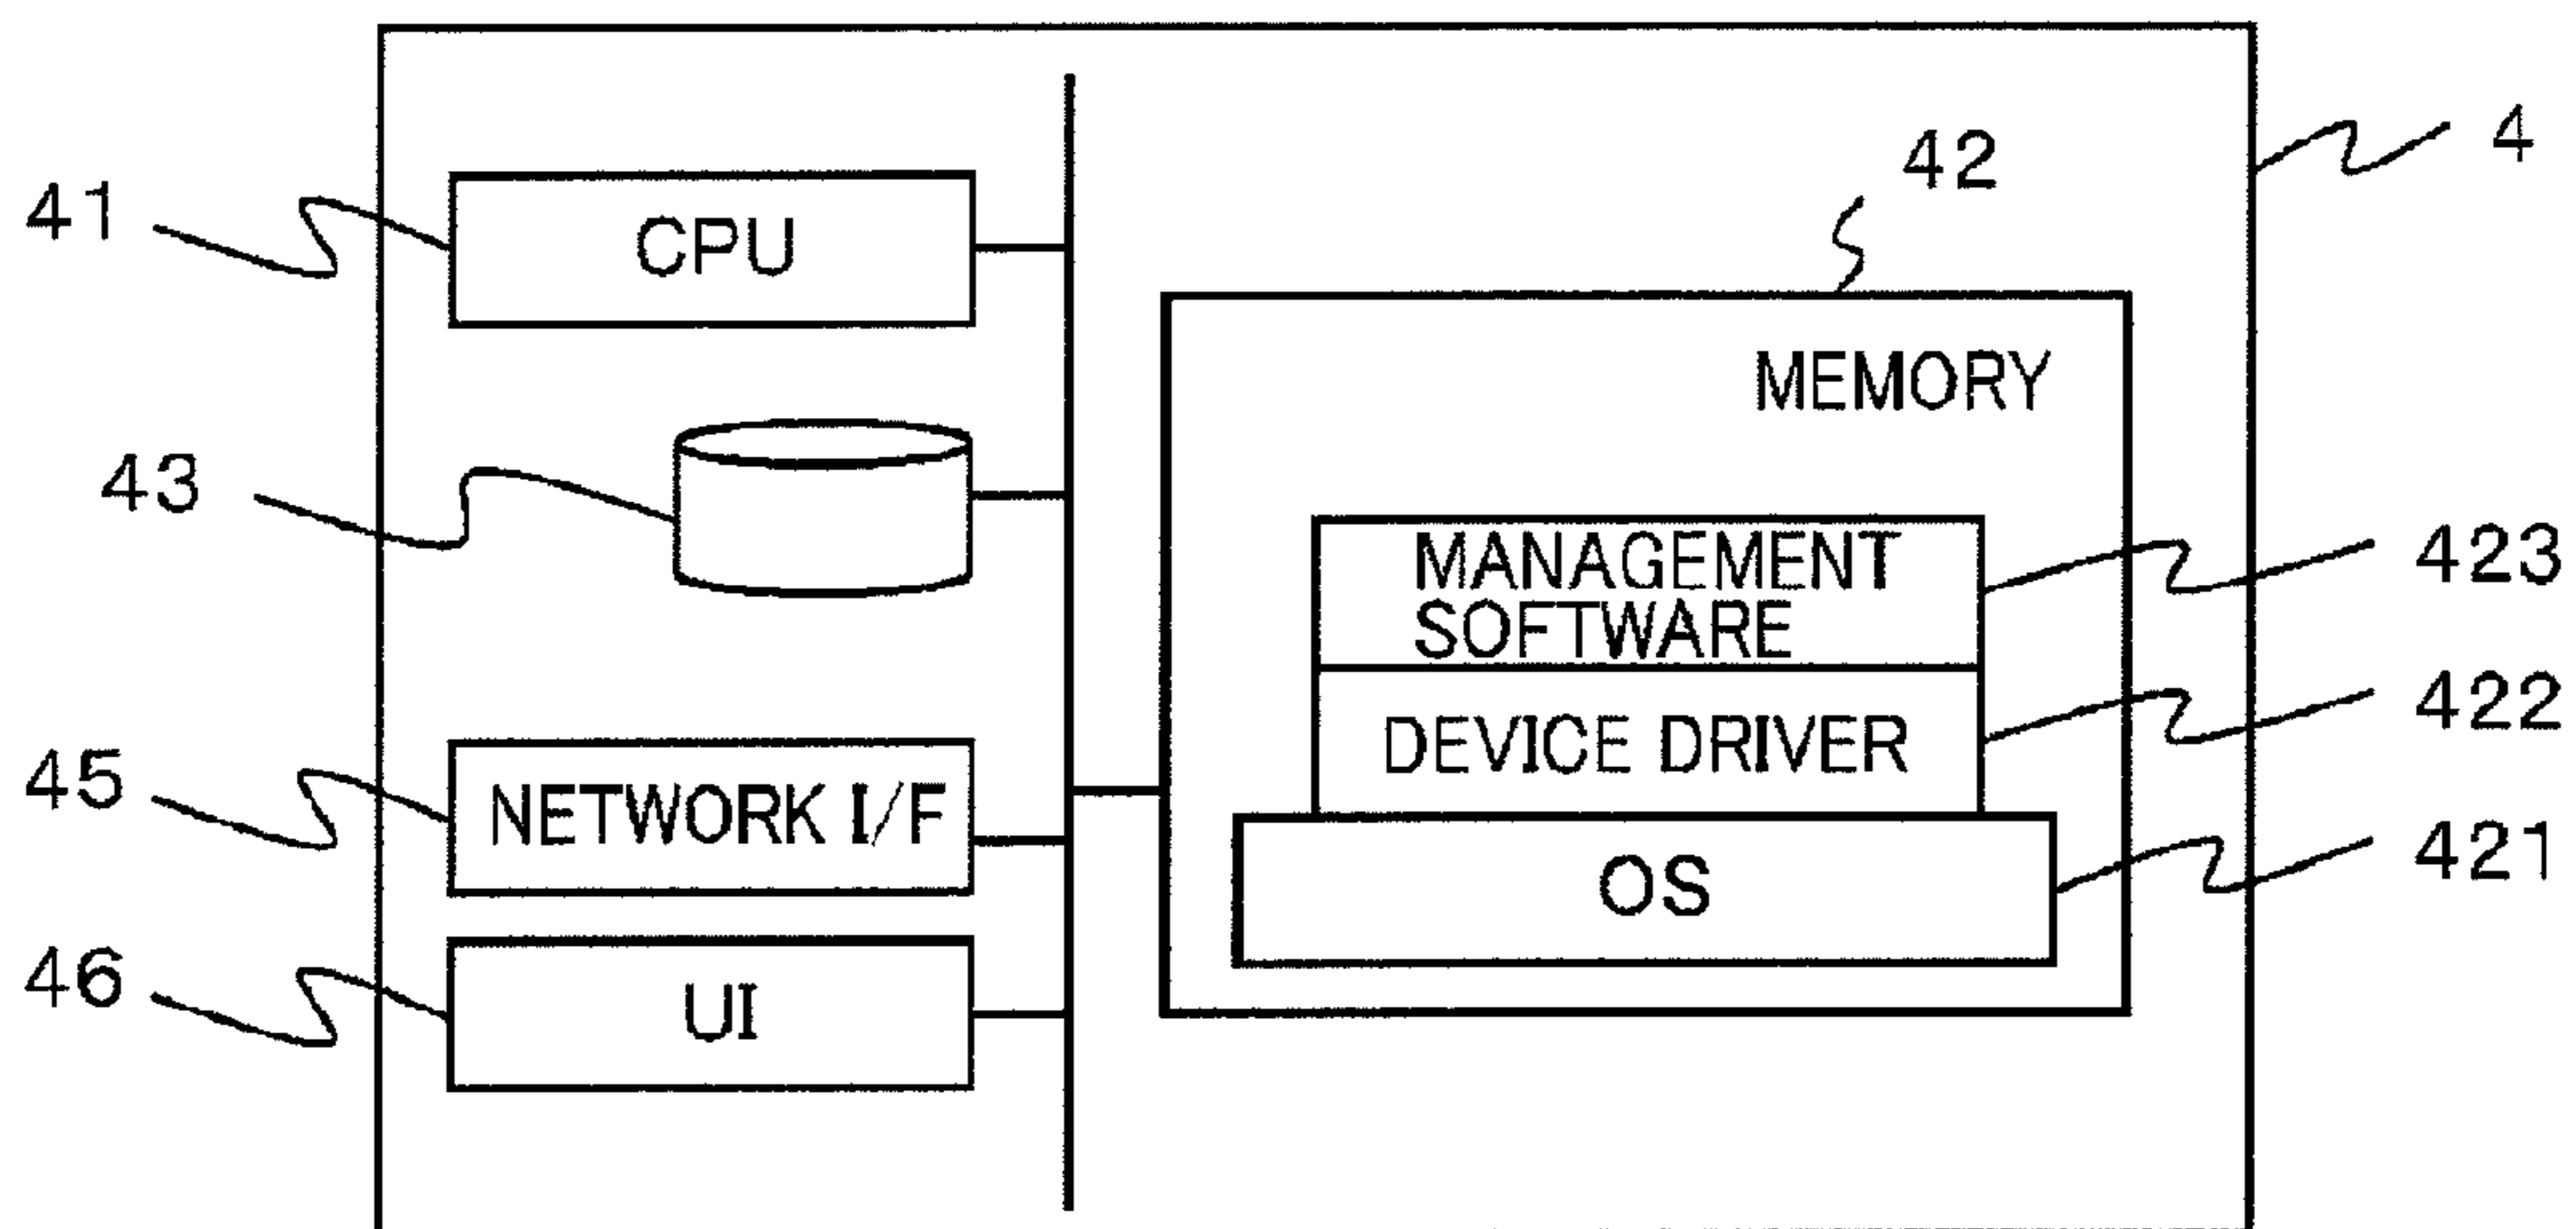 4
42
41
CPU
MEMORY
43
MANAGEMENT
SOFTWARE
423
DEVICE DRIVER
422
45
NETWORK I/F
OS
421
46
UI